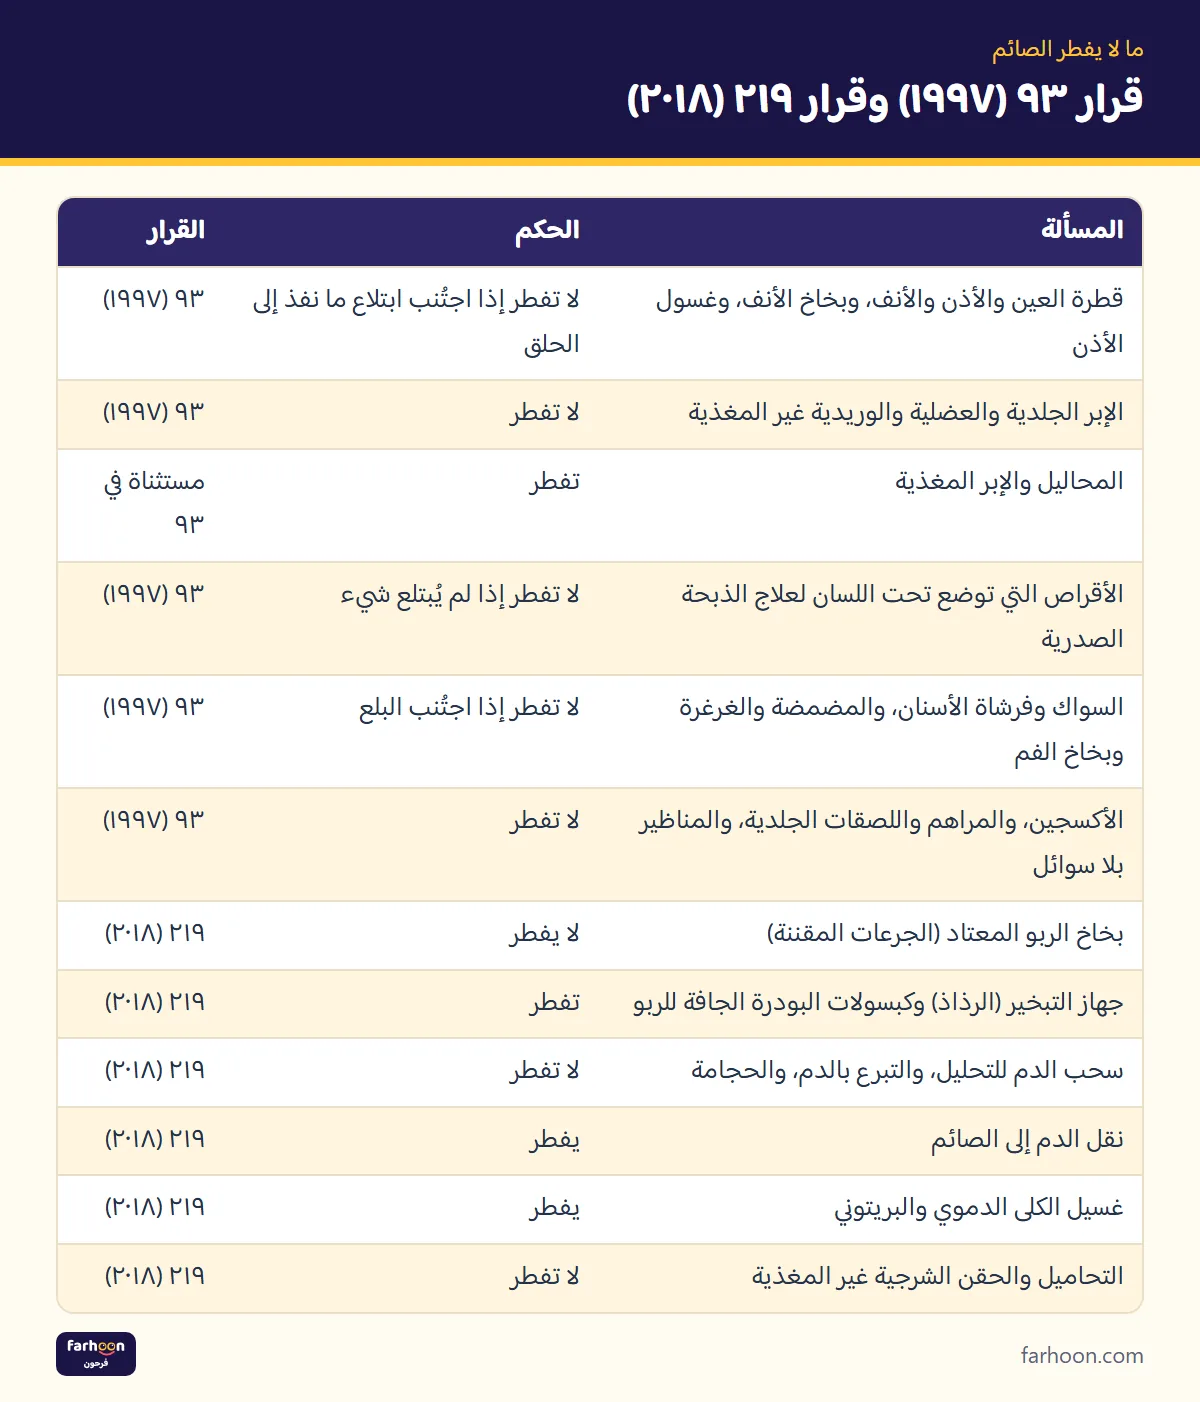 ما لا يفطر الصائم
قرار ٩٣ (١٩٩٧) وقرار ٢١٩ (٢٠١٨)
المسألة الحكم القرار
قطرة العين والأذن والأنف، وبخاخ الأنف، وغسول لا تفطر إذا اجتُنب ابتلاع ما نفذ إلى ٩٣ (١٩٩٧)
الأذن الحلق
الإبر الجلدية والعضلية والوريدية غير المغذية لا تفطر ٩٣ (١٩٩٧)
المحاليل والإبر المغذية تفطر مستثناة في
٩٣
الأقراص التي توضع تحت اللسان لعلاج الذبحة لا تفطر إذا لم يُبتلع شيء ٩٣ (١٩٩٧)
الصدرية
السواك وفرشاة الأسنان، والمضمضة والغرغرة لا تفطر إذا اجتُنب البلع ٩٣ (١٩٩٧)
وبخاخ الفم
الأكسجين، والمراهم واللصقات الجلدية، والمناظير لا تفطر ٩٣ (١٩٩٧)
بلا سوائل
بخاخ الربو المعتاد (الجرعات المقننة) لا يفطر ٢١٩ (٢٠١٨)
جهاز التبخير (الرذاذ) وكبسولات البودرة الجافة للربو تفطر ٢١٩ (٢٠١٨)
سحب الدم للتحليل، والتبرع بالدم، والحجامة لا تفطر ٢١٩ (٢٠١٨)
نقل الدم إلى الصائم يفطر ٢١٩ (٢٠١٨)
غسيل الكلى الدموي والبريتوني يفطر ٢١٩ (٢٠١٨)
التحاميل والحقن الشرجية غير المغذية لا تفطر ٢١٩ (٢٠١٨)
farhoon.com
farhoon
فرحون